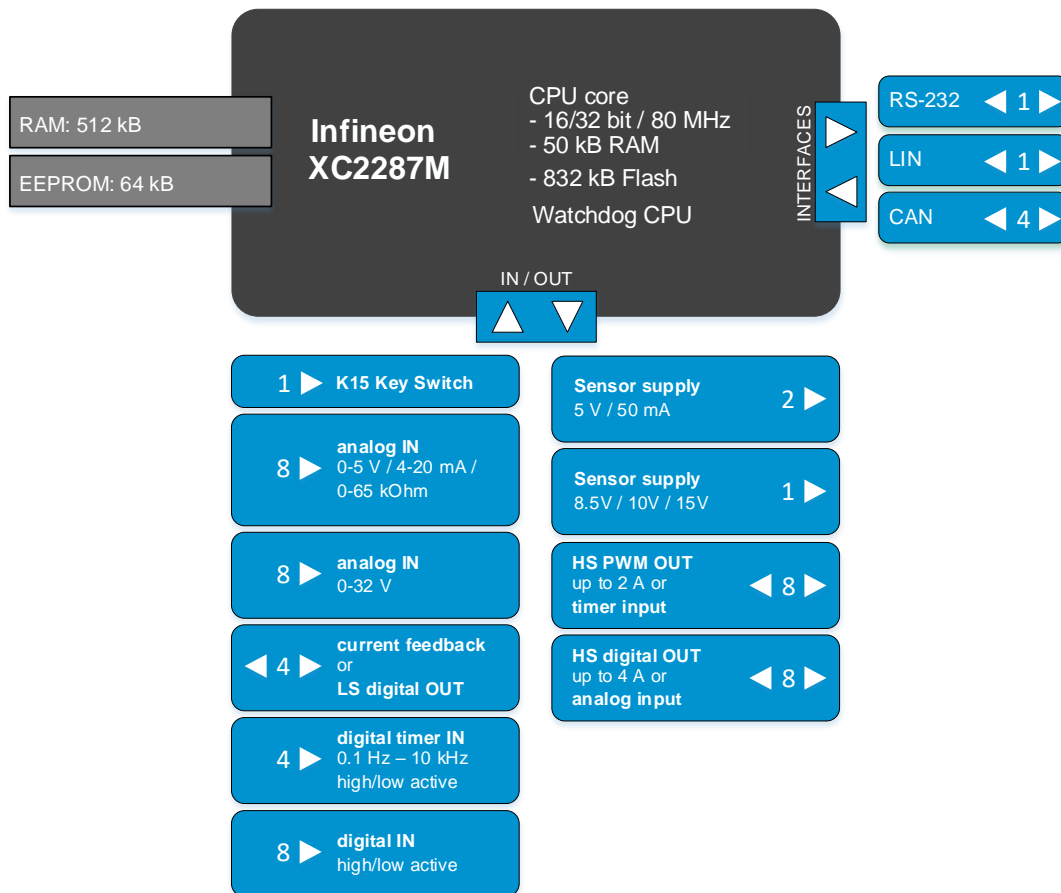 RAM: 512 kB
EEPROM: 64 kB
Infineon
XC2287M
CPU core
- 16/32 bit / 80 MHz
- 50 kB RAM
- 832 kB Flash
Watchdog CPU
INTERFACES
RS-232 1
LIN 1
CAN 4
IN / OUT
1 K15 Key Switch
8 analog IN
0-5 V / 4-20 mA /
0-65 kOhm
8 analog IN
0-32 V
4 current feedback
or
LS digital OUT
4 digital timer IN
0.1 Hz – 10 kHz
high/low active
8 digital IN
high/low active
Sensor supply
5 V / 50 mA 2
Sensor supply
8.5V / 10V / 15V 1
HS PWM OUT
up to 2 A or 8
timer input
HS digital OUT
up to 4 A or 8
analog input